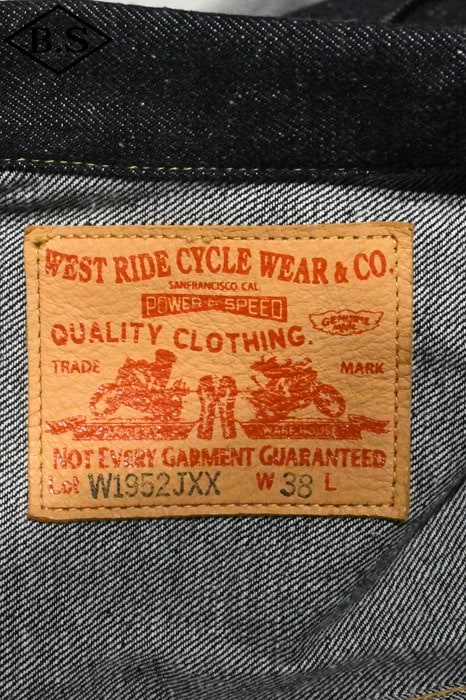 B.S
WEST RIDE CYCLE WEAR & CO.
SANFRANCISCO.CAL
POWER & SPEED
QUALITY CLOTHING.
GENUINE
TRADE MARK
WAREHOUSE
NOT EVERY GARMENT GUARANTEED
Lot W1952JXX W 38 L